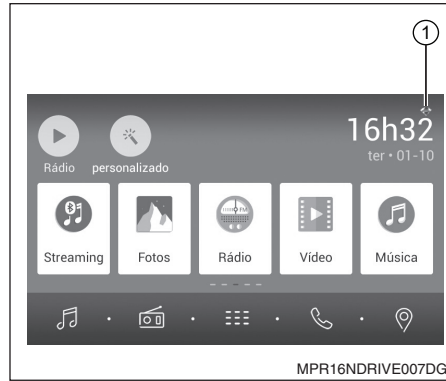 1
16h32
ter • 01-10
Rádio personalizado
Streaming Fotos Rádio Vídeo Música
MPR16NDRIVE007DG